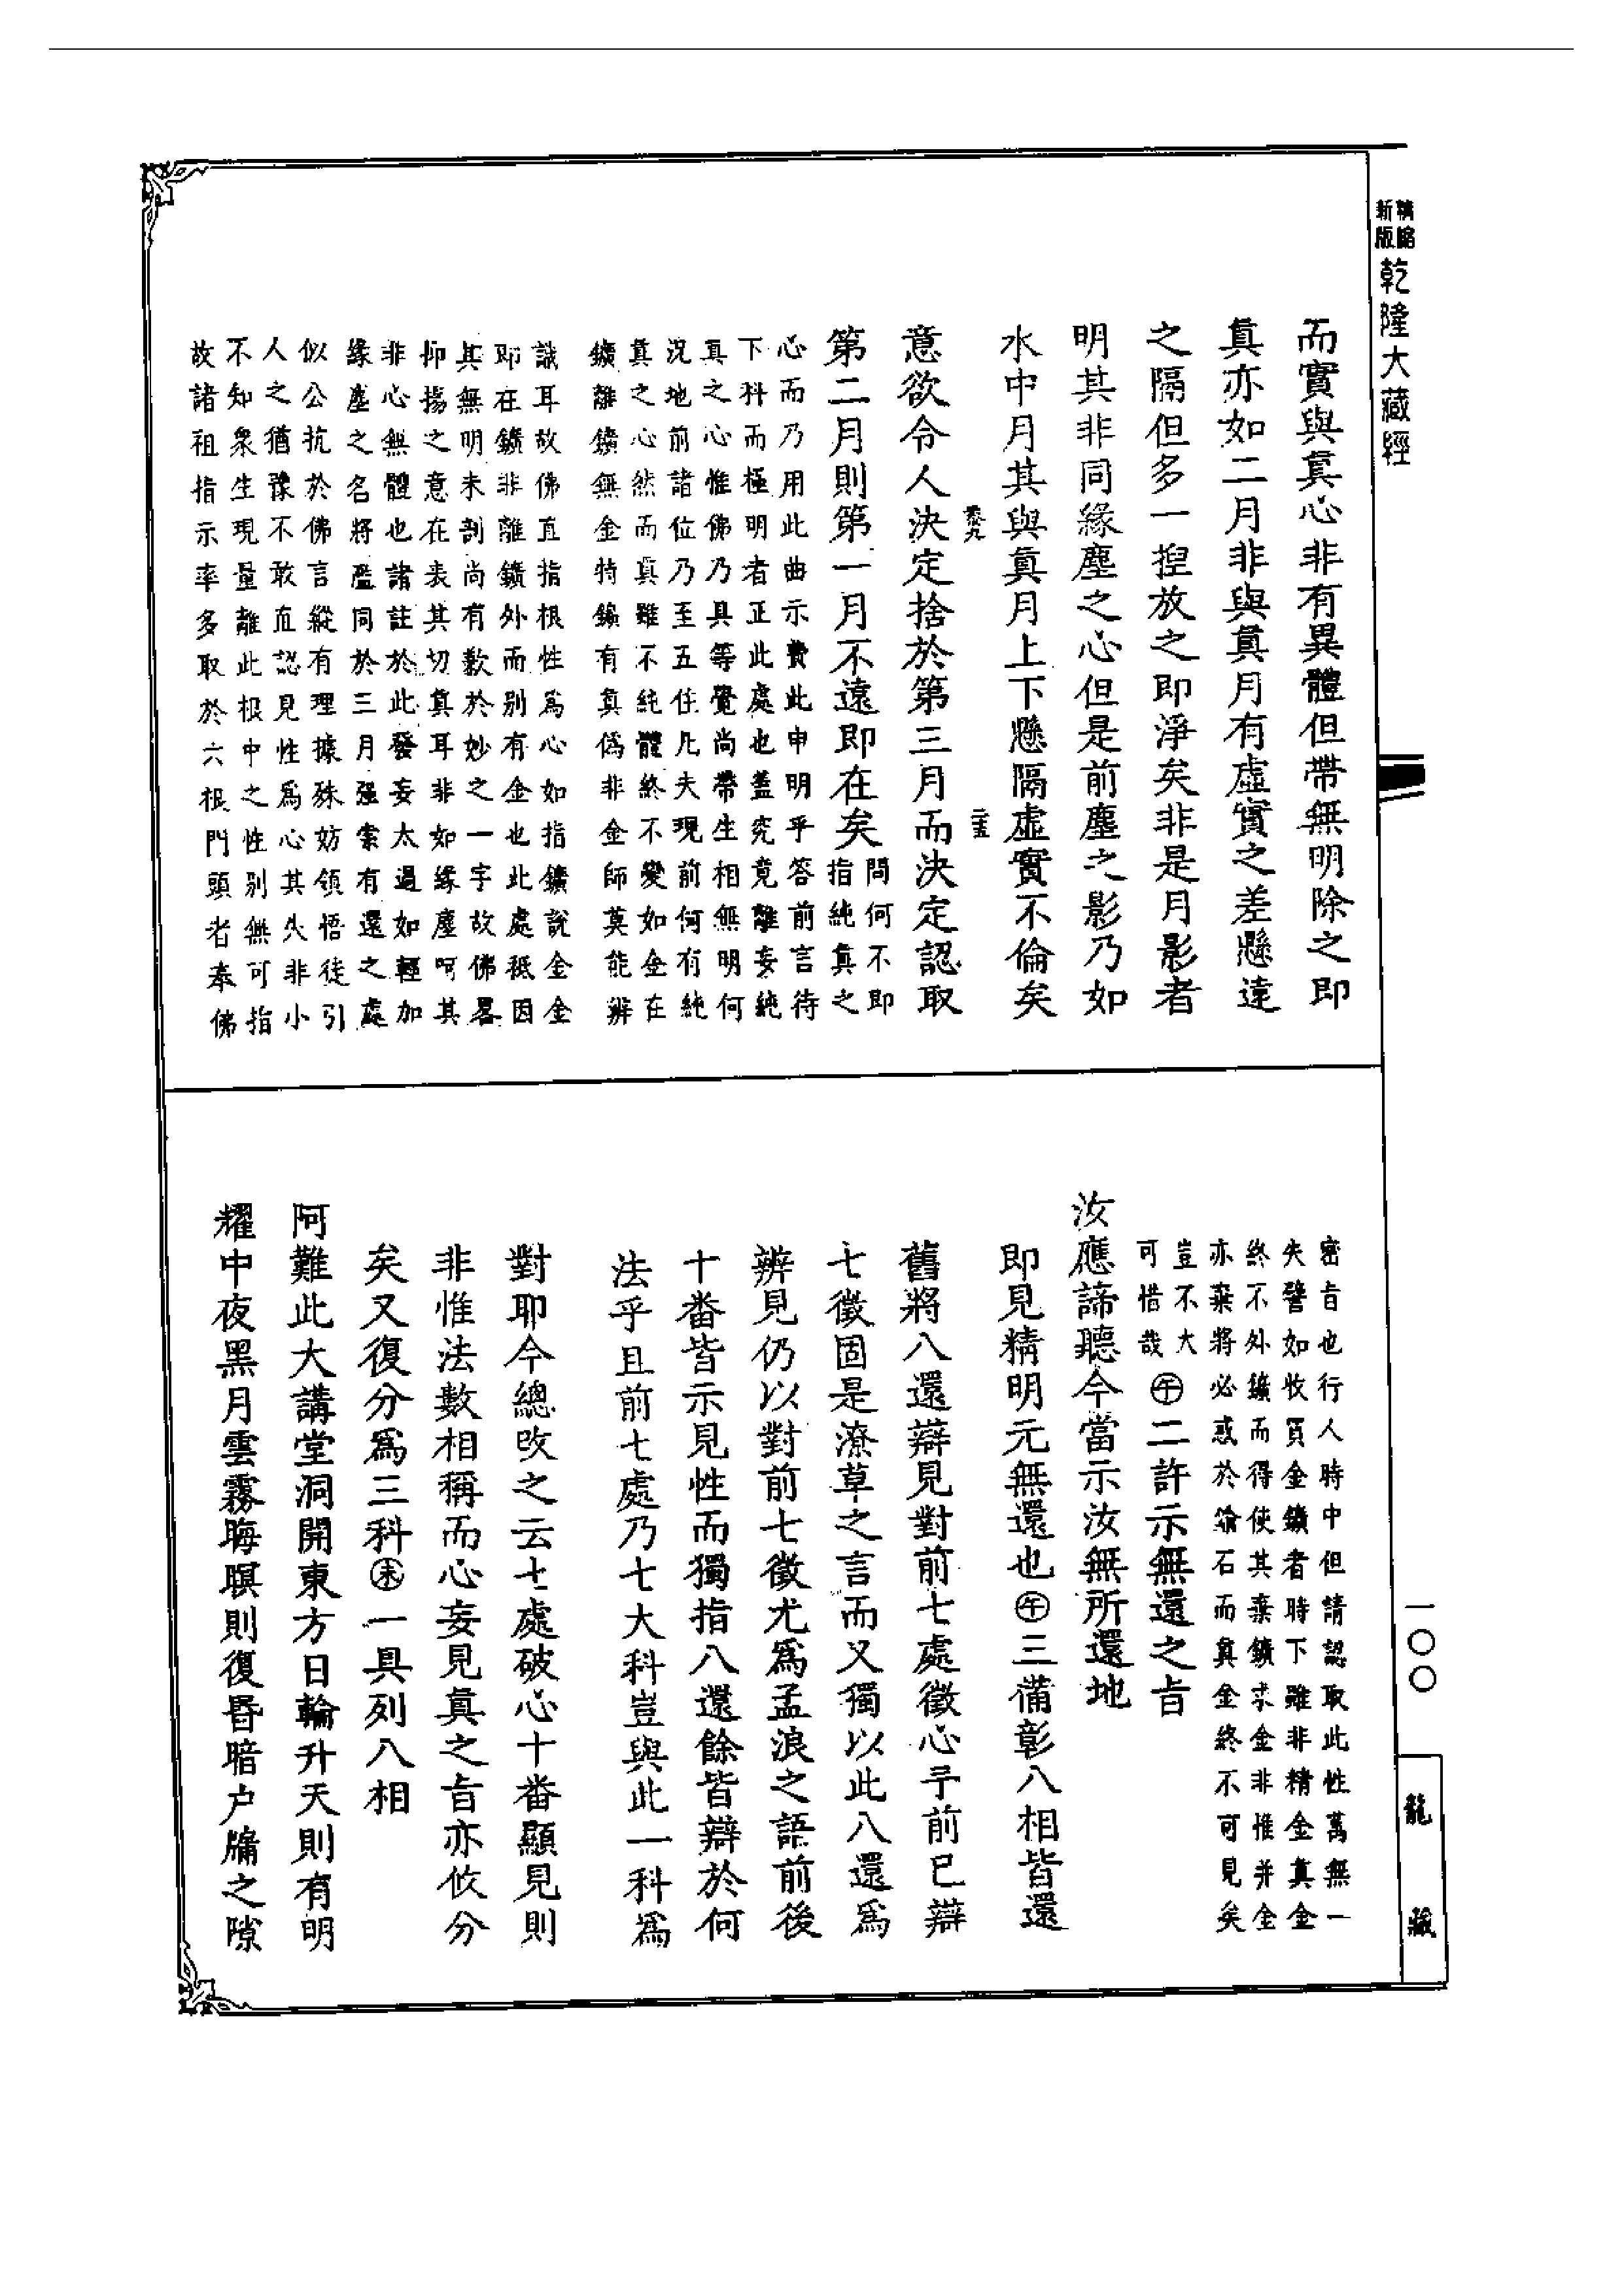 新版 精縮
乾隆大藏經
而實與真心非有異體但帶無明除之即
真亦如二月非與真月有虛實之差懸遠
之隔但多一揑放之即淨矣非是月影者
明其非同緣塵之心但是前塵之影乃如
水中月其與真月上下懸隔虛實不倫矣
意欲令人決定捨於第三月而決定認取
第二月則第一月不遠即在矣
問何不即
指純真之
心而乃用此曲示費此申明乎答前言待
下科而極明者正此處也蓋究竟離妄純
真之心惟佛乃具等覺尚帶生相無明何
況地前諸位乃至五住凡夫現前何有純
真之心然而真雖不純體終不變如金在
鑛離鑛無金特鑛有真偽非金師莫能辨
識耳故佛直指根性為心如指鑛說金金
即在鑛非離鑛外而別有金也此處秪因
其無明未剖尚有歉於妙之一字故佛畧
抑揚之意在表其切真耳非如緣塵呵其
非心無體也諸註於此發妄太過如輕加
緣塵之名將濫同於三月强索有還之處
似公抗於佛言縱有理據殊妨領悟徒引
人之猶豫不敢直認見性為心其失非小
不知衆生現量離此根中之性別無可指
故諸祖指示率多取於六根門頭者奉佛
密旨也行人時中但請認取此性萬無一
失譬如收買金鑛者時下雖非精金真金
終不外鑛而得使其棄鑛求金非惟并金
亦棄將必惑於鍮石而真金終不可見矣
豈不大
可惜哉
㊍二許示無還之旨
汝應諦聽今當示汝無所還地
即見精明元無還也㊍三備彰八相皆還
舊將八還辯見對前七處徵心予前已辯
七徵固是潦草之言而又獨以此八還為
辨見仍以對前七徵尤為孟浪之語前後
十番皆示見性而獨指八還餘皆辯於何
法乎且前七處乃七大科豈與此一科為
對耶今總改之云七處破心十番顯見則
非惟法數相稱而心妄見真之旨亦攸分
矣又復分為三科㊍一具列八相
阿難此大講堂洞開東方日輪升天則有明
耀中夜黑月雲霧晦暝則復昏暗户牖之隙
一〇〇
龍藏